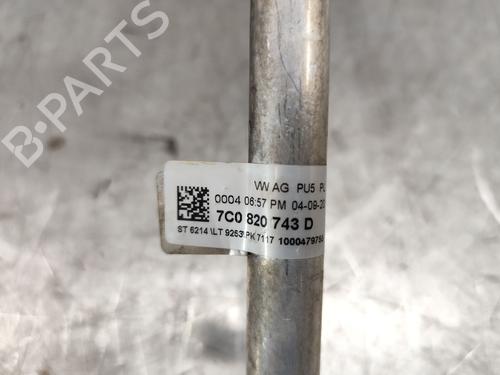 B-PARTS
VW AG PU5
0004 06:57 PM 04-09-20
7C0 820 743 D
ST 6214 \LT 9253\PK 7117